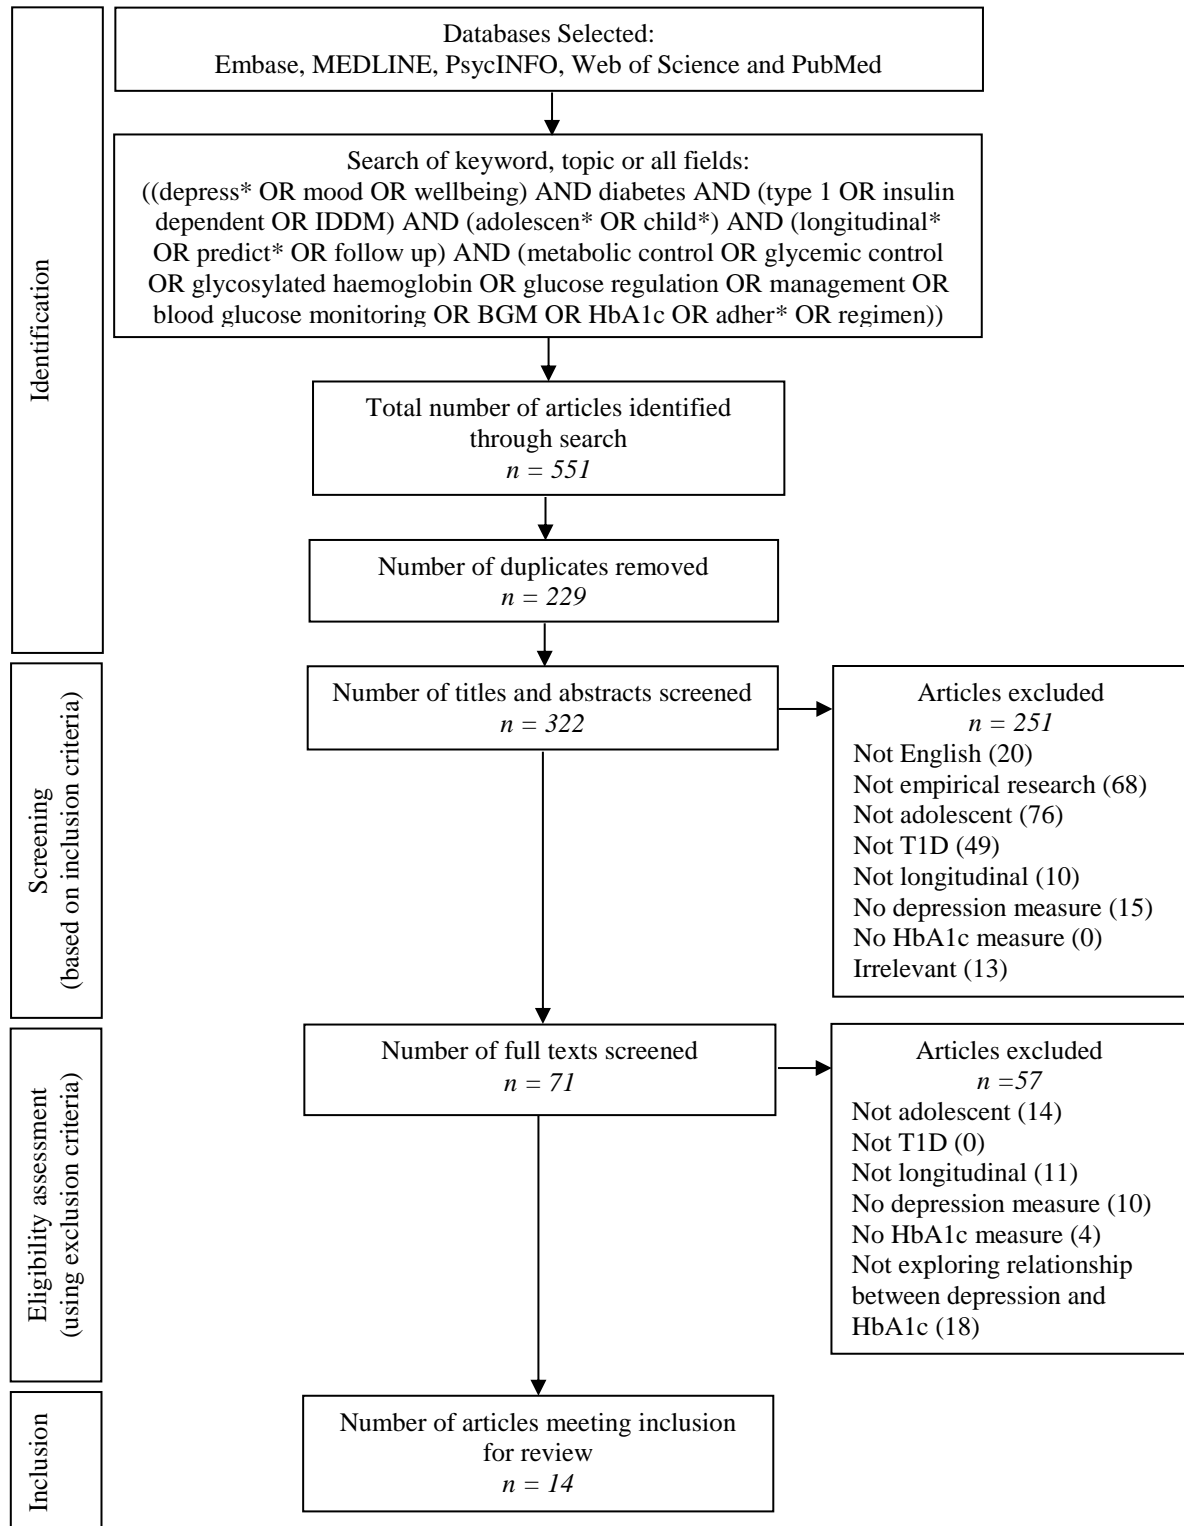 Identification
Databases Selected:
Embase, MEDLINE, PsycINFO, Web of Science and PubMed
Search of keyword, topic or all fields:
((depress* OR mood OR wellbeing) AND diabetes AND (type 1 OR insulin
dependent OR IDDM) AND (adolescen* OR child*) AND (longitudinal*
OR predict* OR follow up) AND (metabolic control OR glycemic control
OR glycosylated haemoglobin OR glucose regulation OR management OR
blood glucose monitoring OR BGM OR HbA1c OR adher* OR regimen))
Total number of articles identified
through search
n = 551
Number of duplicates removed
n = 229
Screening
(based on inclusion criteria)
Number of titles and abstracts screened
n = 322
Articles excluded
n = 251
Not English (20)
Not empirical research (68)
Not adolescent (76)
Not T1D (49)
Not longitudinal (10)
No depression measure (15)
No HbA1c measure (0)
Irrelevant (13)
Eligibility assessment
(using exclusion criteria)
Number of full texts screened
n = 71
Articles excluded
n =57
Not adolescent (14)
Not T1D (0)
Not longitudinal (11)
No depression measure (10)
No HbA1c measure (4)
Not exploring relationship
between depression and
HbA1c (18)
Inclusion
Number of articles meeting inclusion
for review
n = 14